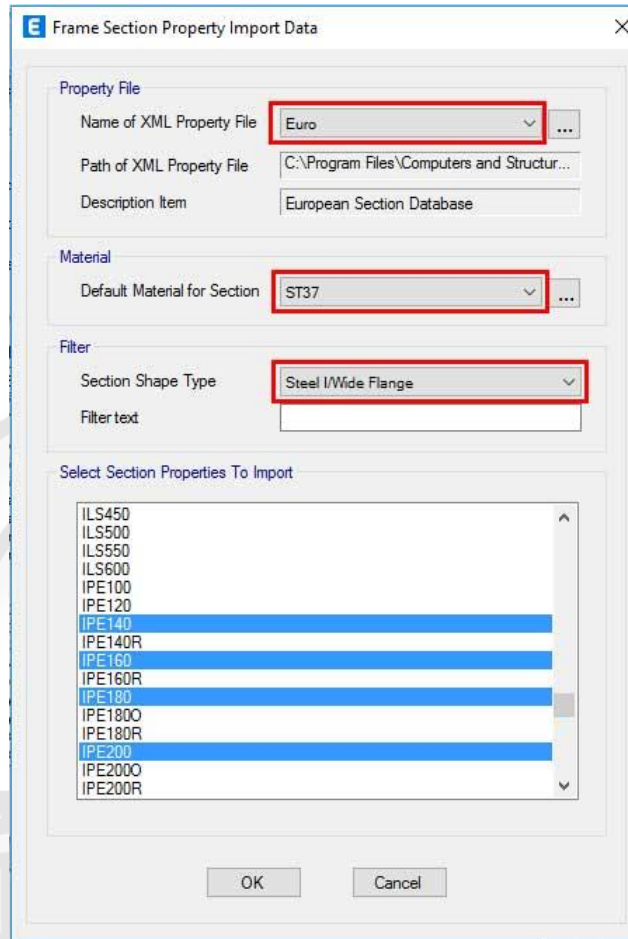 E Frame Section Property Import Data
Property File
Name of XML Property File Euro ...
Path of XML Property File C:\Program Files\Computers and Structur...
Description Item European Section Database
Material
Default Material for Section ST37 ...
Filter
Section Shape Type Steel I/Wide Flange
Filter text
Select Section Properties To Import
ILS450
ILS500
ILS550
ILS600
IPE100
IPE120
IPE140
IPE140R
IPE160
IPE160R
IPE180
IPE180O
IPE180R
IPE200
IPE200O
IPE200R
OK Cancel